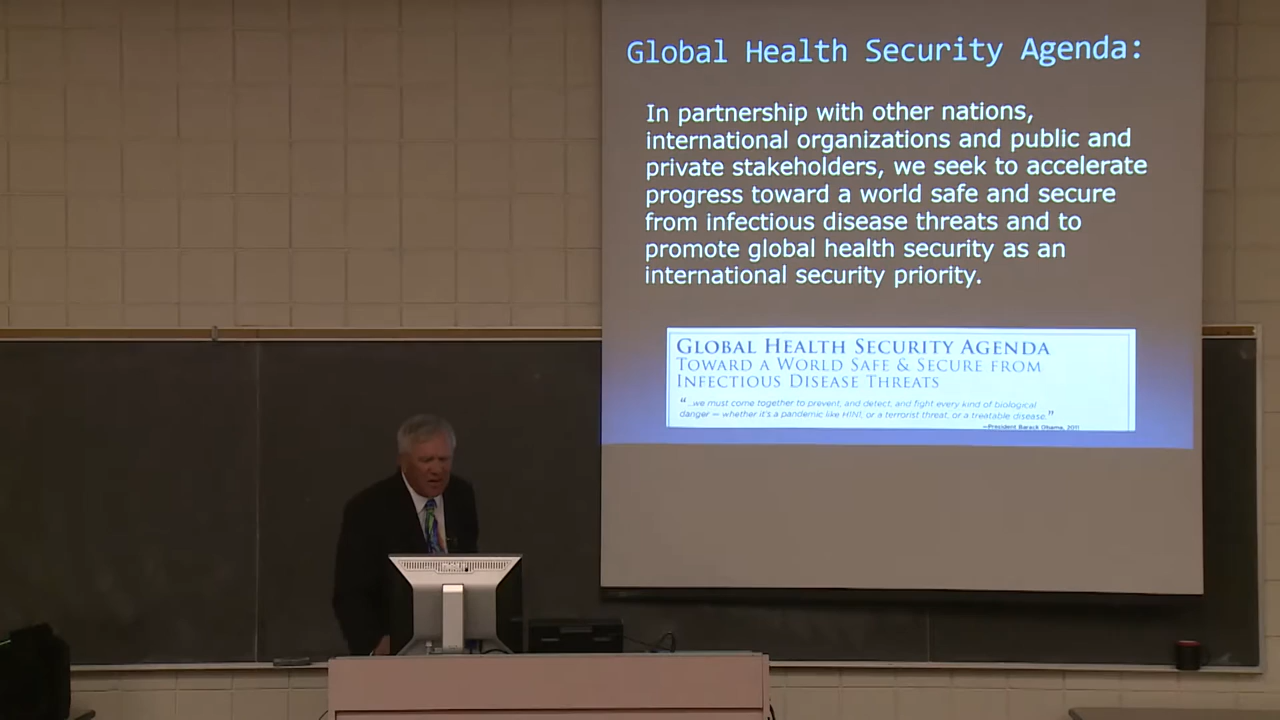 Global Health Security Agenda:
In partnership with other nations,
international organizations and public and
private stakeholders, we seek to accelerate
progress toward a world safe and secure
from infectious disease threats and to
promote global health security as an
international security priority.
GLOBAL HEALTH SECURITY AGENDA
TOWARD A WORLD SAFE & SECURE FROM
INFECTIOUS DISEASE THREATS
“...we must come together to prevent, and detect, and fight every kind of biological
danger – whether it's a pandemic like H1N1, or a terrorist threat, or a treatable disease.”
—President Barack Obama, 2011